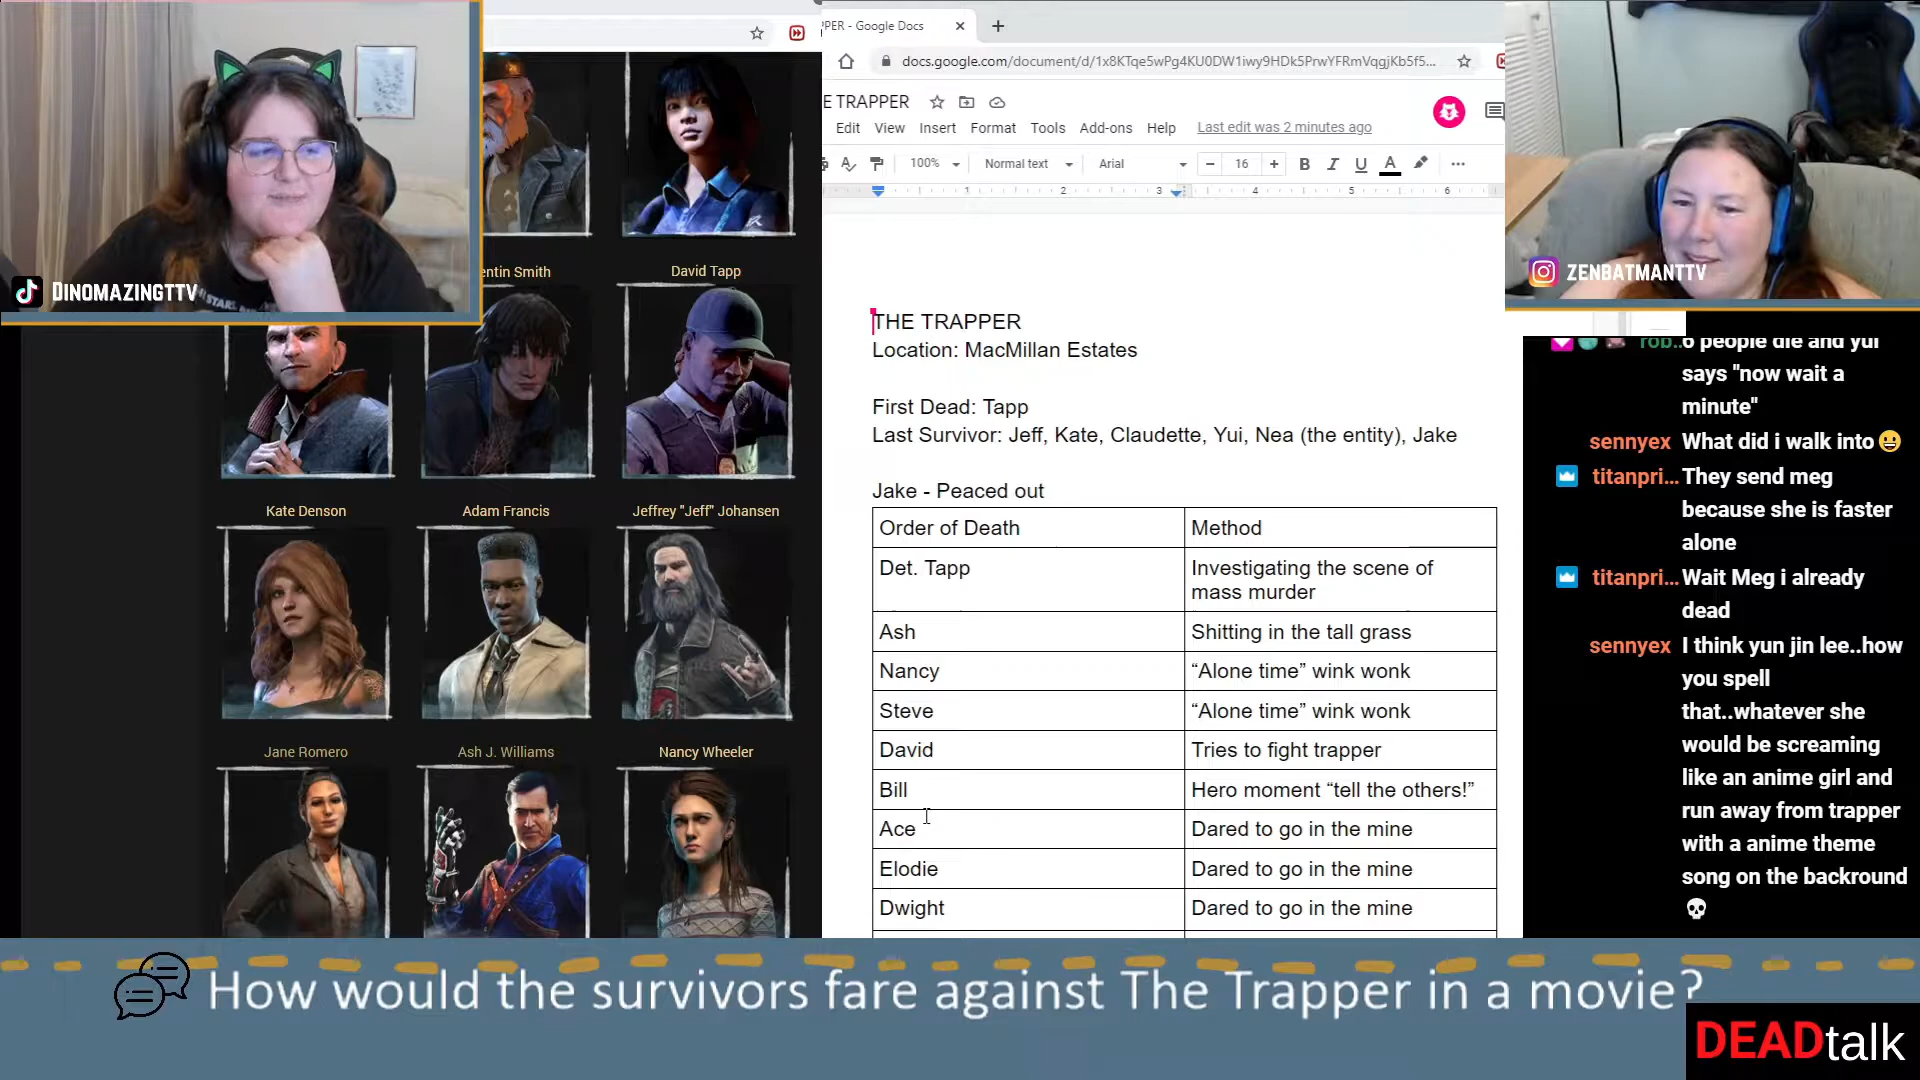 DINOMAZINGTTV
entin Smith
David Tapp
Kate Denson
Adam Francis
Jeffrey "Jeff" Johansen
Jane Romero
Ash J. Williams
Nancy Wheeler
PER - Google Docs
docs.google.com/document/d/1x8KTqe5wPg4KU0DW1iwy9HDk5PrwYFRmVqgjKb5f5...
E TRAPPER
Edit View Insert Format Tools Add-ons Help Last edit was 2 minutes ago
100% Normal text Arial 16 B I U A
1 2 3 4 5 6
THE TRAPPER
Location: MacMillan Estates
First Dead: Tapp
Last Survivor: Jeff, Kate, Claudette, Yui, Nea (the entity), Jake
Jake - Peaced out
Order of Death Method
Det. Tapp Investigating the scene of
mass murder
Ash Shitting in the tall grass
Nancy “Alone time” wink wonk
Steve “Alone time” wink wonk
David Tries to fight trapper
Bill Hero moment “tell the others!”
Ace Dared to go in the mine
Elodie Dared to go in the mine
Dwight Dared to go in the mine
ZENBATMANTTV
rob.. 6 people die and yui
says "now wait a
minute"
sennyex What did i walk into😀
titanpri... They send meg
because she is faster
alone
titanpri... Wait Meg i already
dead
sennyex I think yun jin lee..how
you spell
that..whatever she
would be screaming
like an anime girl and
run away from trapper
with a anime theme
song on the backround
💀
How would the survivors fare against The Trapper in a movie?
DEADtalk